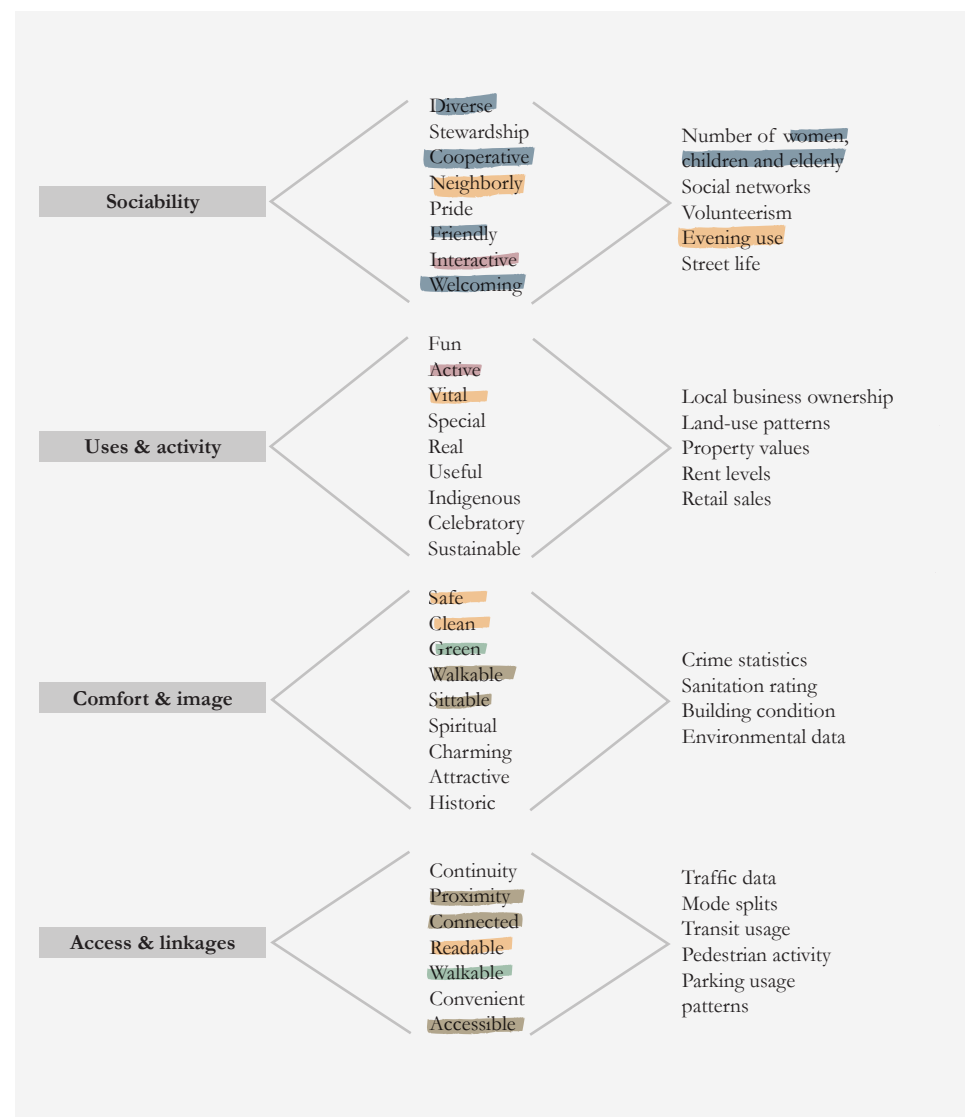 Sociability
Diverse
Stewardship
Cooperative
Neighborly
Pride
Friendly
Interactive
Welcoming
Number of women,
children and elderly
Social networks
Volunteerism
Evening use
Street life
Uses & activity
Fun
Active
Vital
Special
Real
Useful
Indigenous
Celebratory
Sustainable
Local business ownership
Land-use patterns
Property values
Rent levels
Retail sales
Comfort & image
Safe
Clean
Green
Walkable
Sittable
Spiritual
Charming
Attractive
Historic
Crime statistics
Sanitation rating
Building condition
Environmental data
Access & linkages
Continuity
Proximity
Connected
Readable
Walkable
Convenient
Accessible
Traffic data
Mode splits
Transit usage
Pedestrian activity
Parking usage
patterns